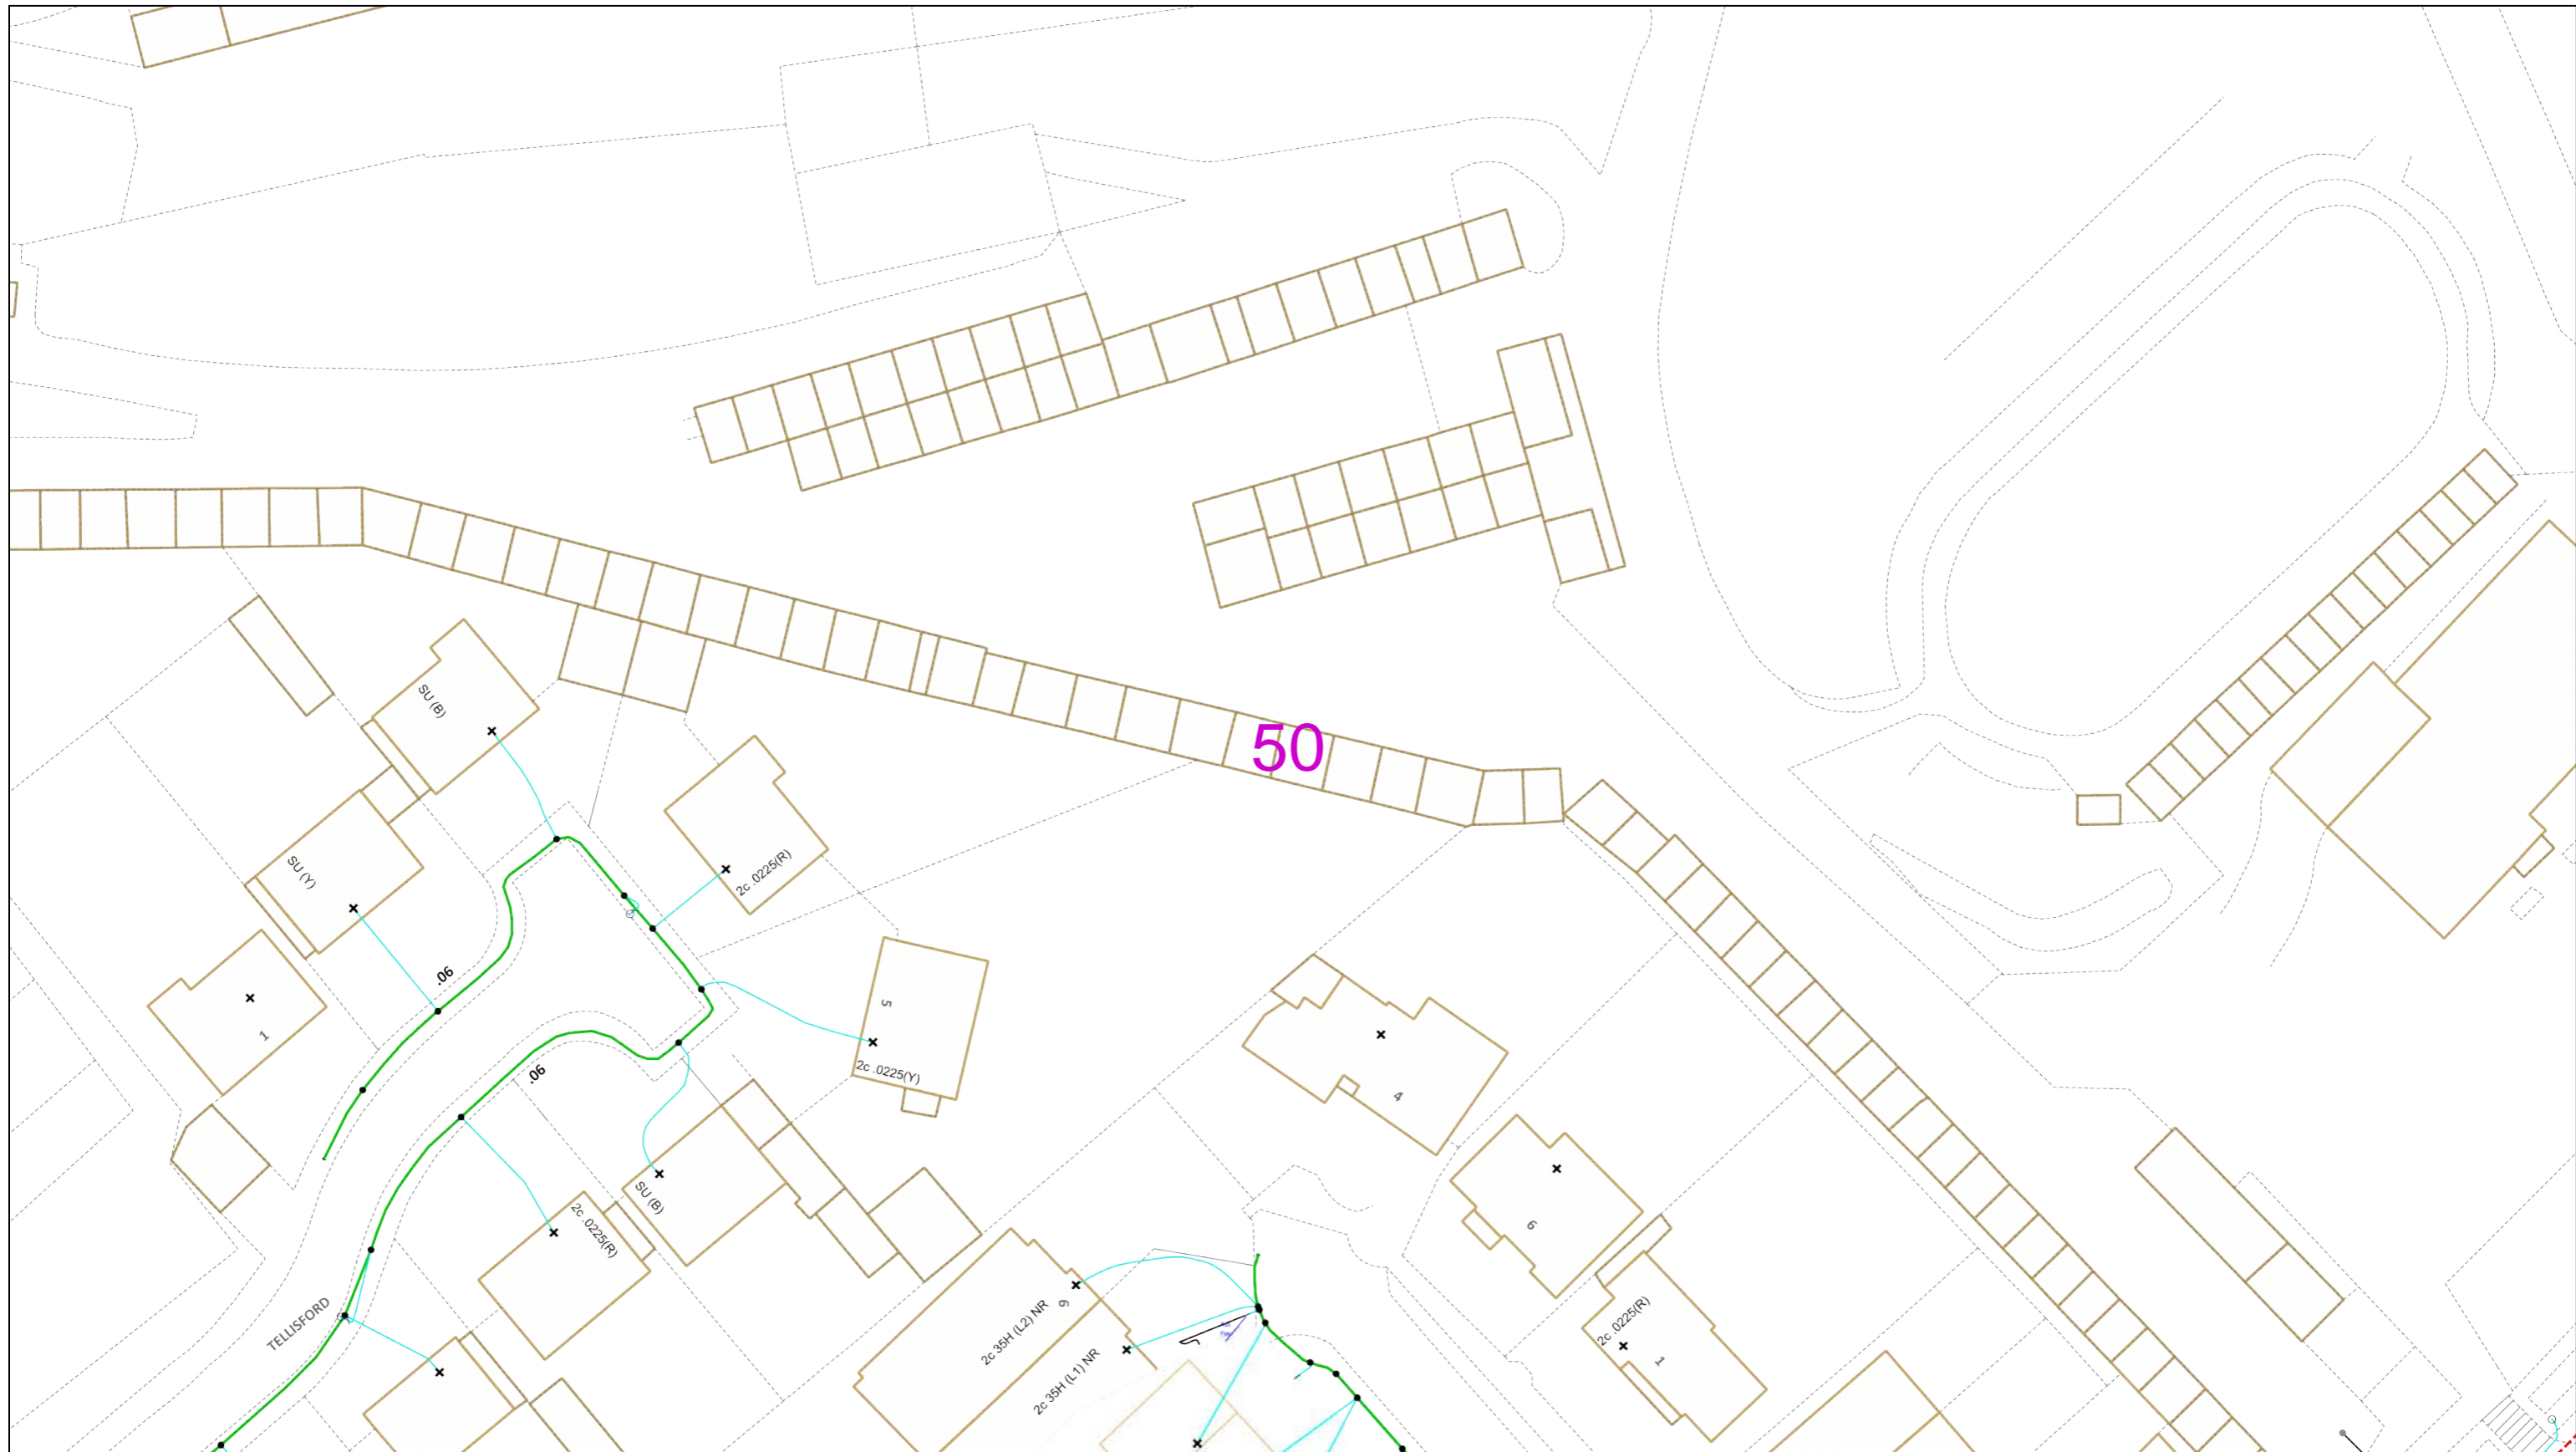 50
SU (B)
2c .0225(R)
SU (Y)
.06
1
5
2c .0225(Y)
.06
4
SU (B)
2c .0225(R)
6
TELLISFORD
6
2c 35H (L2) NR
2c 35H (L1) NR
2c .0225(R)
1